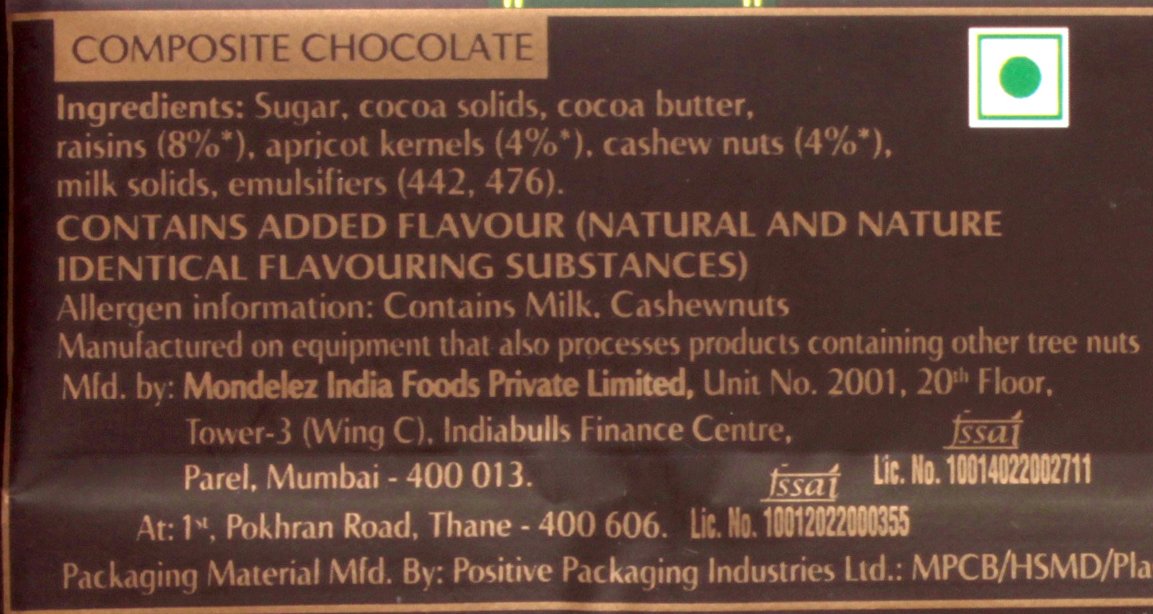 COMPOSITE CHOCOLATE
Ingredients: Sugar, cocoa solids, cocoa butter,
raisins (8%*), apricot kernels (4%*), cashew nuts (4%*),
milk solids, emulsifiers (442, 476).
CONTAINS ADDED FLAVOUR (NATURAL AND NATURE
IDENTICAL FLAVOURING SUBSTANCES)
Allergen information: Contains Milk, Cashewnuts
Manufactured on equipment that also processes products containing other tree nuts
Mfd. by: Mondelez India Foods Private Limited, Unit No. 2001, 20th Floor,
Tower-3 (Wing C), Indiabulls Finance Centre,
fssai
Parel, Mumbai - 400 013.
Lic. No. 10014022002711
fssai
At: 1st, Pokhran Road, Thane - 400 606. Lic. No. 10012022000355
Packaging Material Mfd. By: Positive Packaging Industries Ltd.: MPCB/HSMD/Pla